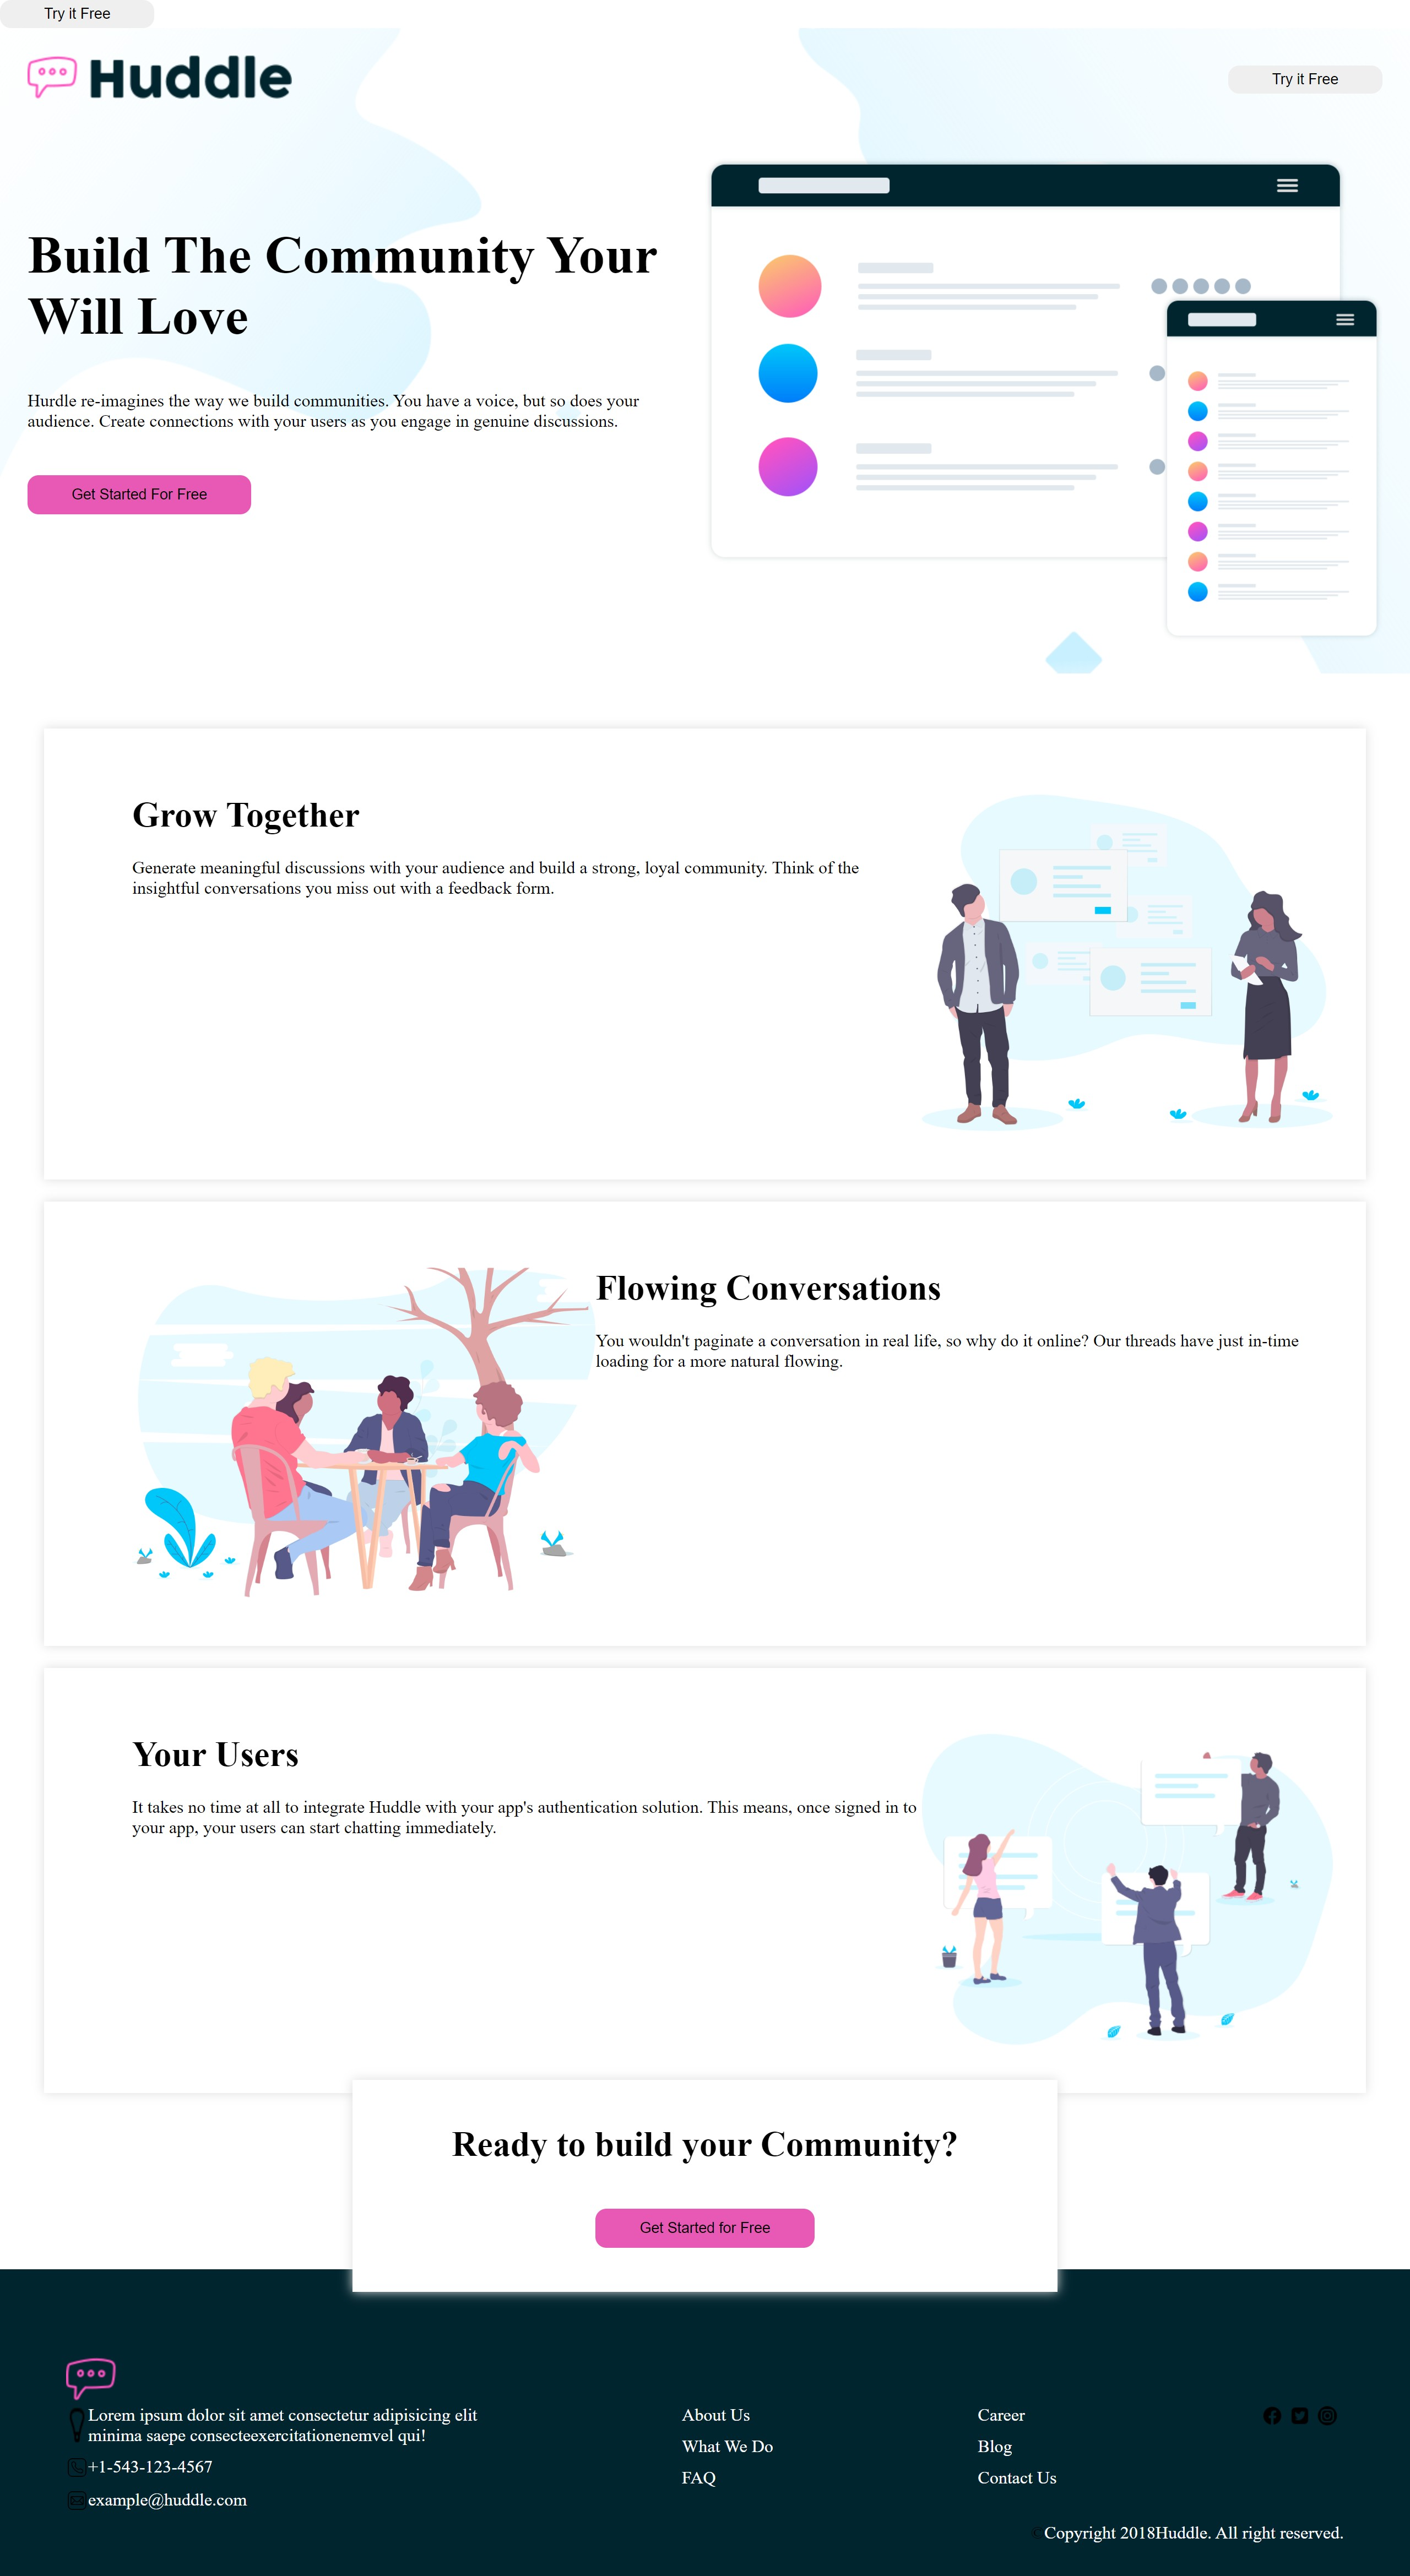 Try it Free
Huddle
Try it Free
Build The Community Your
Will Love
Hurdle re-imagines the way we build communities. You have a voice, but so does your
audience. Create connections with your users as you engage in genuine discussions.
Get Started For Free
Grow Together
Generate meaningful discussions with your audience and build a strong, loyal community. Think of the
insightful conversations you miss out with a feedback form.
Flowing Conversations
You wouldn't paginate a conversation in real life, so why do it online? Our threads have just in-time
loading for a more natural flowing.
Your Users
It takes no time at all to integrate Huddle with your app's authentication solution. This means, once signed in to
your app, your users can start chatting immediately.
Ready to build your Community?
Get Started for Free
Lorem ipsum dolor sit amet consectetur adipisicing elit
minima saepe consecteexercitationenemvel qui!
+1-543-123-4567
example@huddle.com
About Us
What We Do
FAQ
Career
Blog
Contact Us
Copyright 2018Huddle. All right reserved.